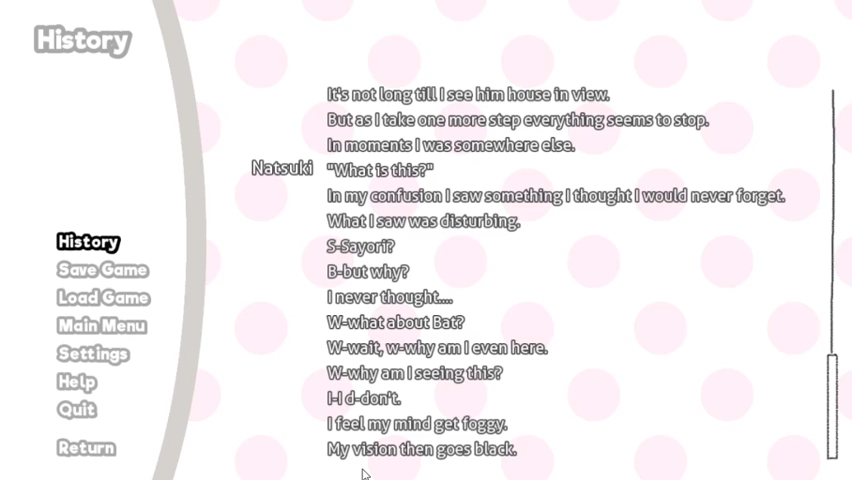 History
It's not long till I see him house in view.
But as I take one more step everything seems to stop.
In moments I was somewhere else.
Natsuki "What is this?"
In my confusion I saw something I thought I would never forget.
What I saw was disturbing.
S-Sayori?
B-but why?
I never thought....
W-what about Bat?
W-wait, w-why am I even here.
W-why am I seeing this?
I-I d-don't.
I feel my mind get foggy.
My vision then goes black.
History
Save Game
Load Game
Main Menu
Settings
Help
Quit
Return